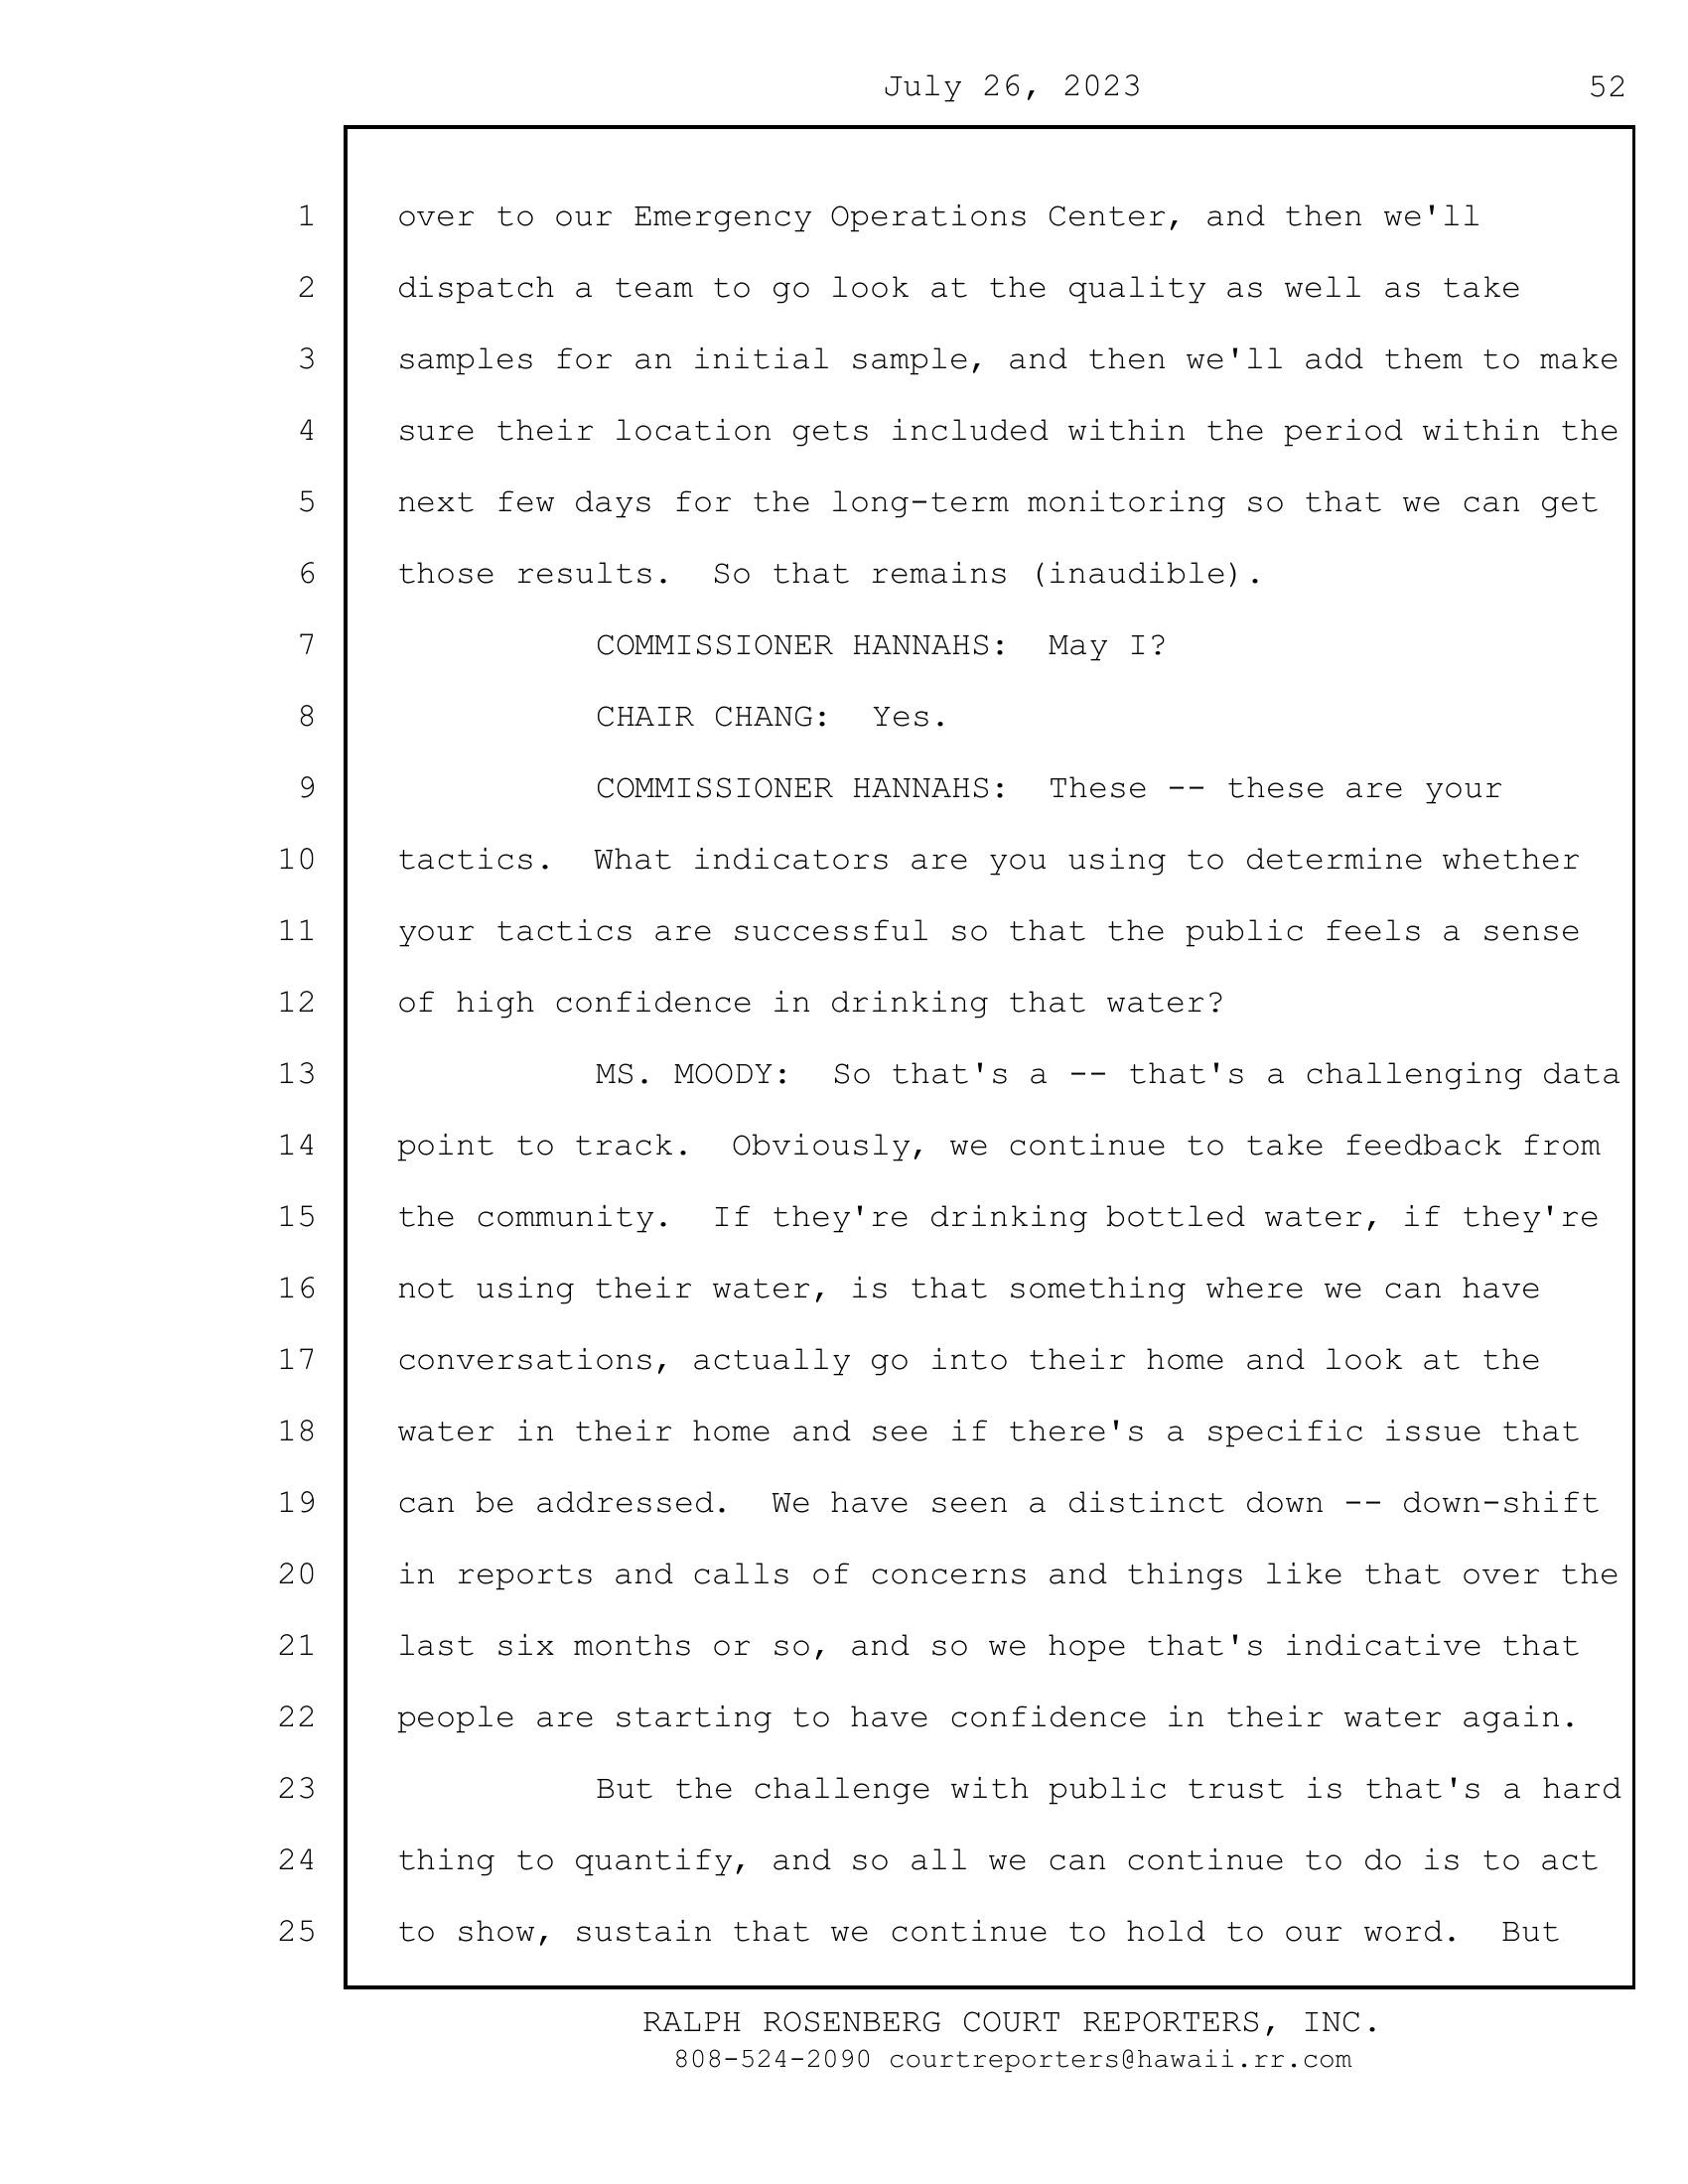 July 26, 2023 52
1 over to our Emergency Operations Center, and then we'll
2 dispatch a team to go look at the quality as well as take
3 samples for an initial sample, and then we'll add them to make
4 sure their location gets included within the period within the
5 next few days for the long-term monitoring so that we can get
6 those results.  So that remains (inaudible).
7 COMMISSIONER HANNAHS:  May I?
8 CHAIR CHANG:  Yes.
9 COMMISSIONER HANNAHS:  These -- these are your
10 tactics.  What indicators are you using to determine whether
11 your tactics are successful so that the public feels a sense
12 of high confidence in drinking that water?
13 MS. MOODY:  So that's a -- that's a challenging data
14 point to track.  Obviously, we continue to take feedback from
15 the community.  If they're drinking bottled water, if they're
16 not using their water, is that something where we can have
17 conversations, actually go into their home and look at the
18 water in their home and see if there's a specific issue that
19 can be addressed.  We have seen a distinct down -- down-shift
20 in reports and calls of concerns and things like that over the
21 last six months or so, and so we hope that's indicative that
22 people are starting to have confidence in their water again.
23 But the challenge with public trust is that's a hard
24 thing to quantify, and so all we can continue to do is to act
25 to show, sustain that we continue to hold to our word.  But
RALPH ROSENBERG COURT REPORTERS, INC.
808-524-2090 courtreporters@hawaii.rr.com